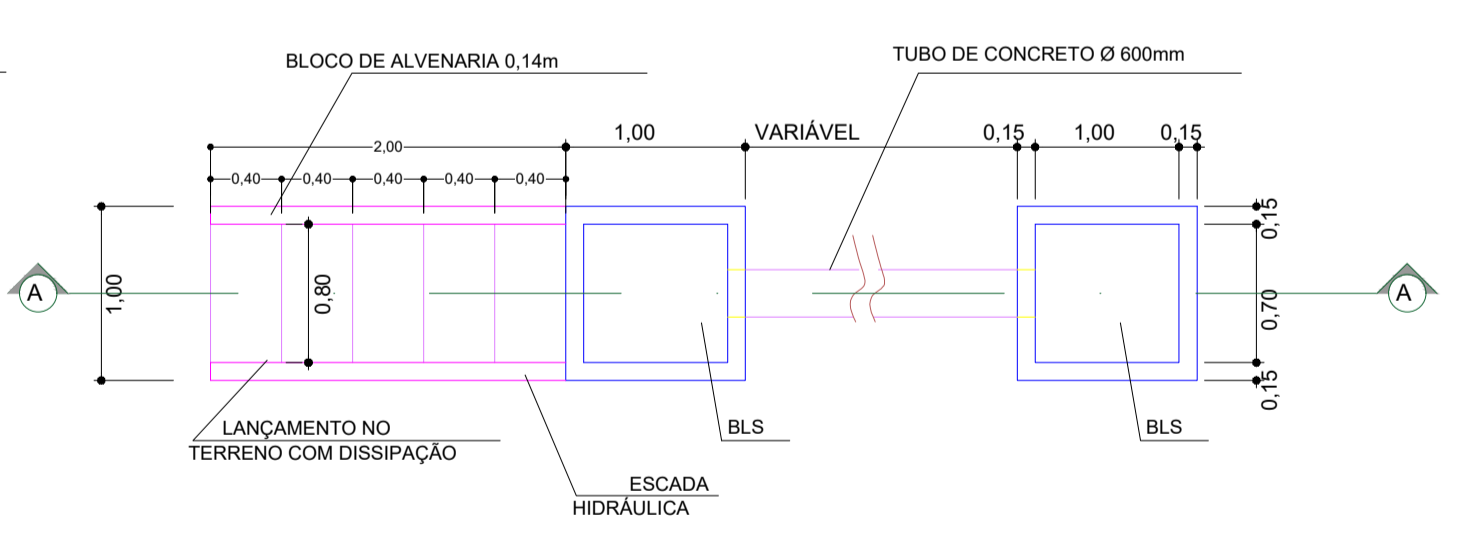 BLOCO DE ALVENARIA 0,14m
TUBO DE CONCRETO Ø 600mm
2,00
1,00
VARIÁVEL
0,15
1,00
0,15
0,40
0,40
0,40
0,40
0,40
A
1,00
0,80
0,15
0,70
0,15
A
LANÇAMENTO NO
TERRENO COM DISSIPAÇÃO
BLS
BLS
ESCADA
HIDRÁULICA